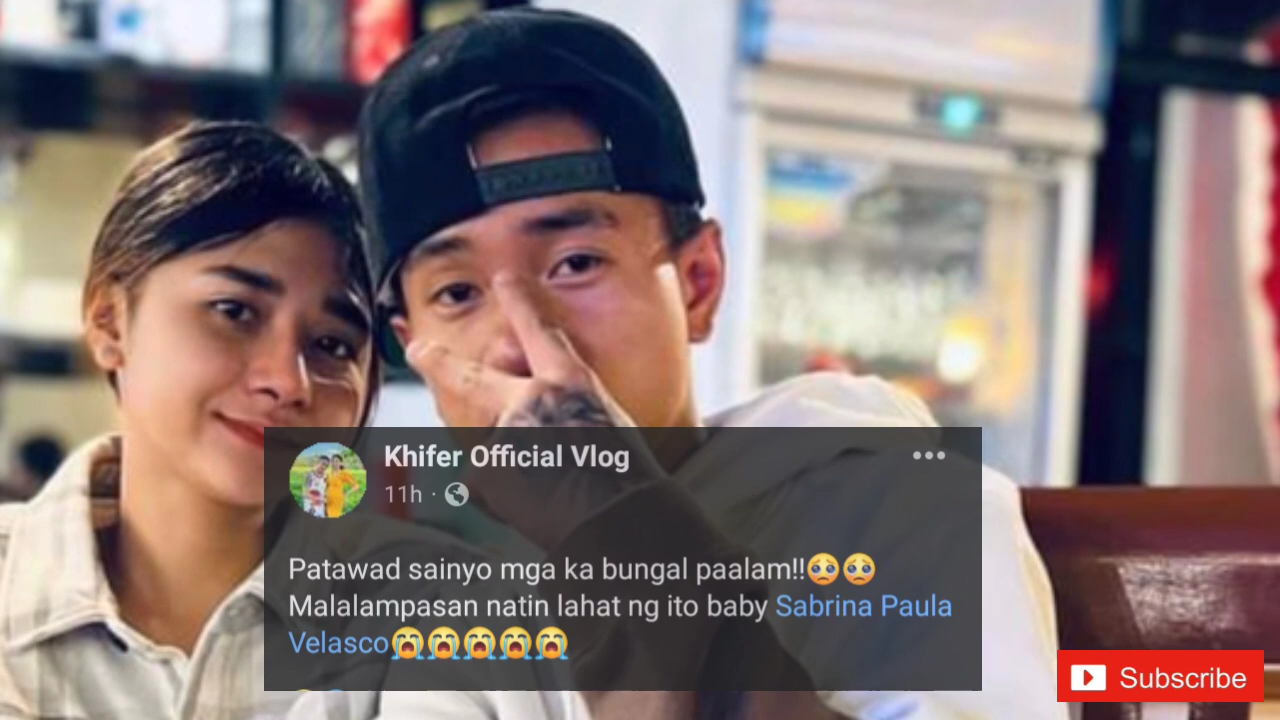 Khifer Official Vlog
11h ·
Patawad sainyo mga ka bungal paalam!!🥺🥺
Malalampasan natin lahat ng ito baby Sabrina Paula
Velasco😭😭😭😭😭
Subscribe